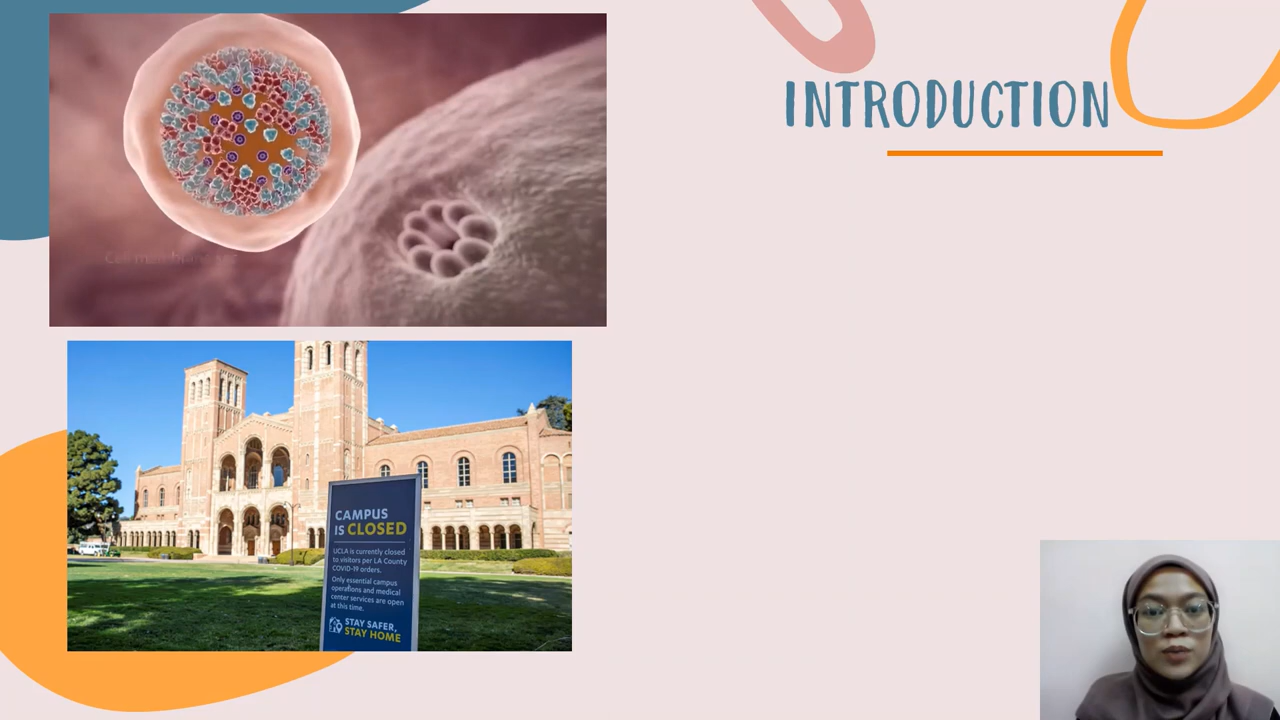 INTRODUCTION
CAMPUS
IS CLOSED
UCLA is currently closed
to visitors per LA County
COVID-19 orders.
Only essential campus
operations and medical
center services are open
at this time.
STAY SAFER,
STAY HOME